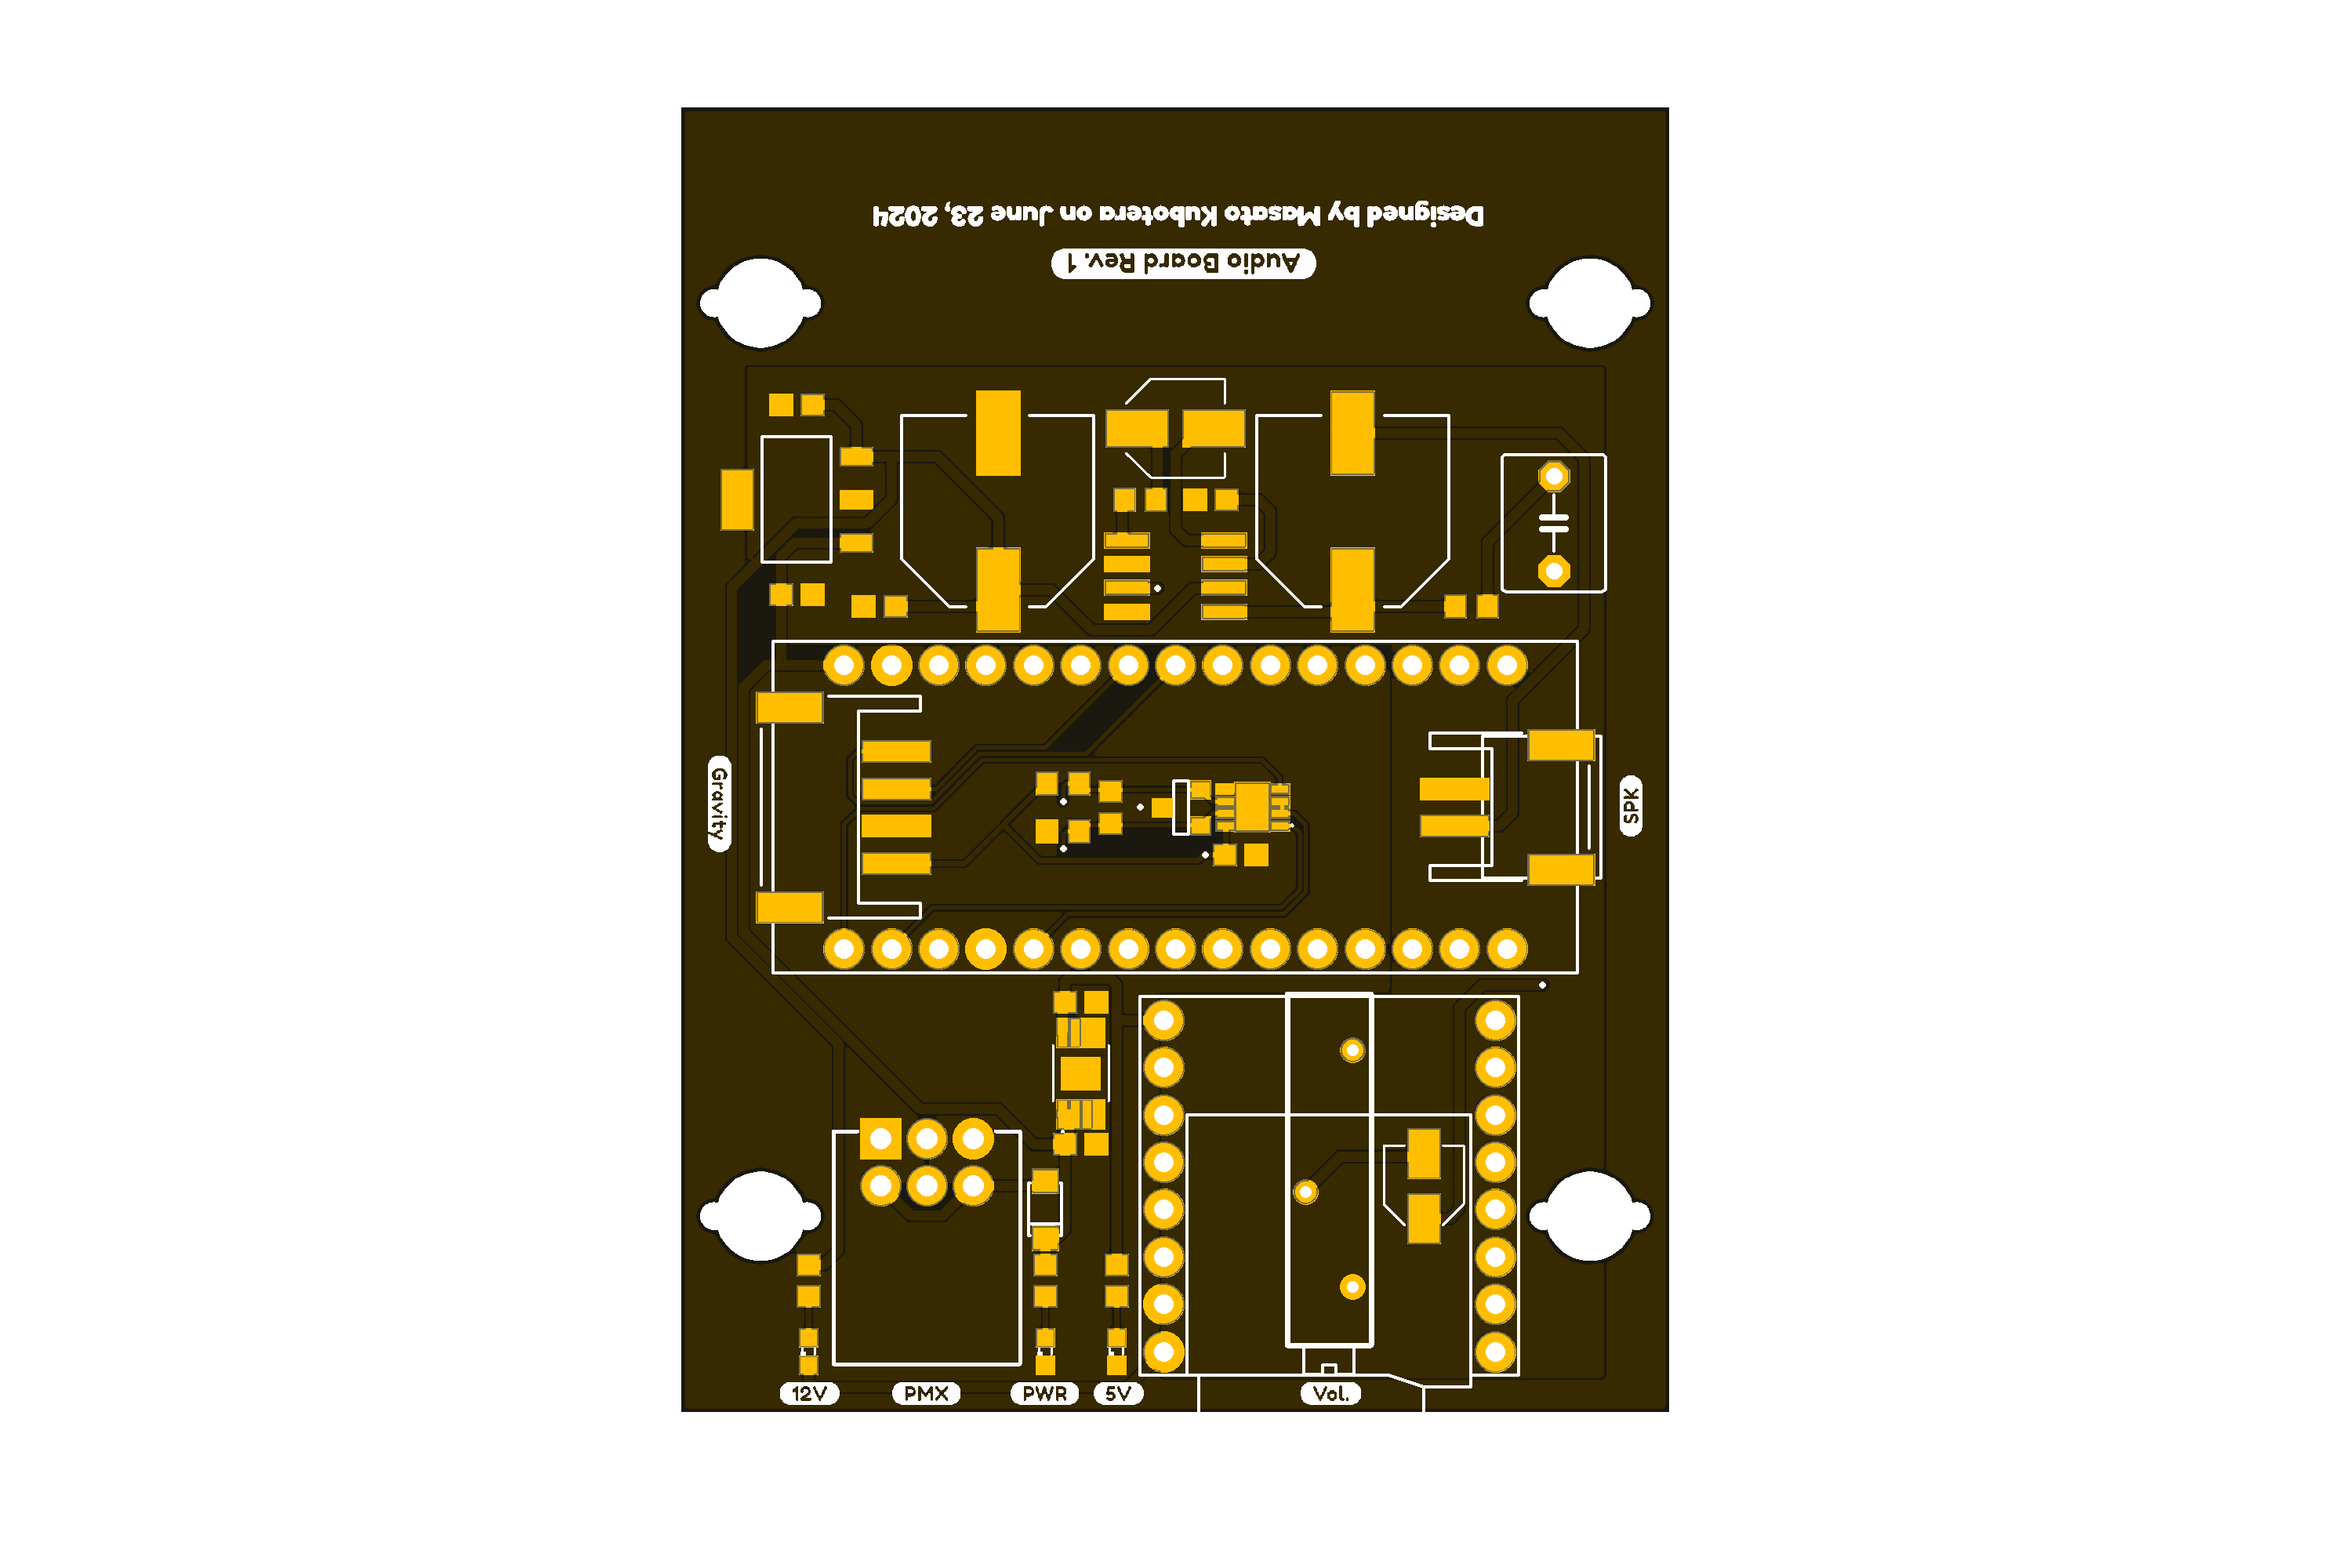 Designed by Masato Kubotera on June 23, 2024
Audio Board Rev. 1
Gravity
SPK
12V
PMX
PWR
5V
Vol.